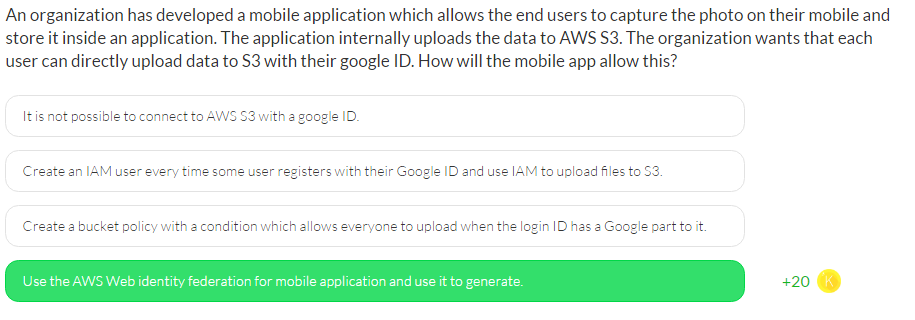 An organization has developed a mobile application which allows the end users to capture the photo on their mobile and
store it inside an application. The application internally uploads the data to AWS S3. The organization wants that each
user can directly upload data to S3 with their google ID. How will the mobile app allow this?
It is not possible to connect to AWS S3 with a google ID.
Create an IAM user every time some user registers with their Google ID and use IAM to upload files to S3.
Create a bucket policy with a condition which allows everyone to upload when the login ID has a Google part to it.
Use the AWS Web identity federation for mobile application and use it to generate.
+20 K